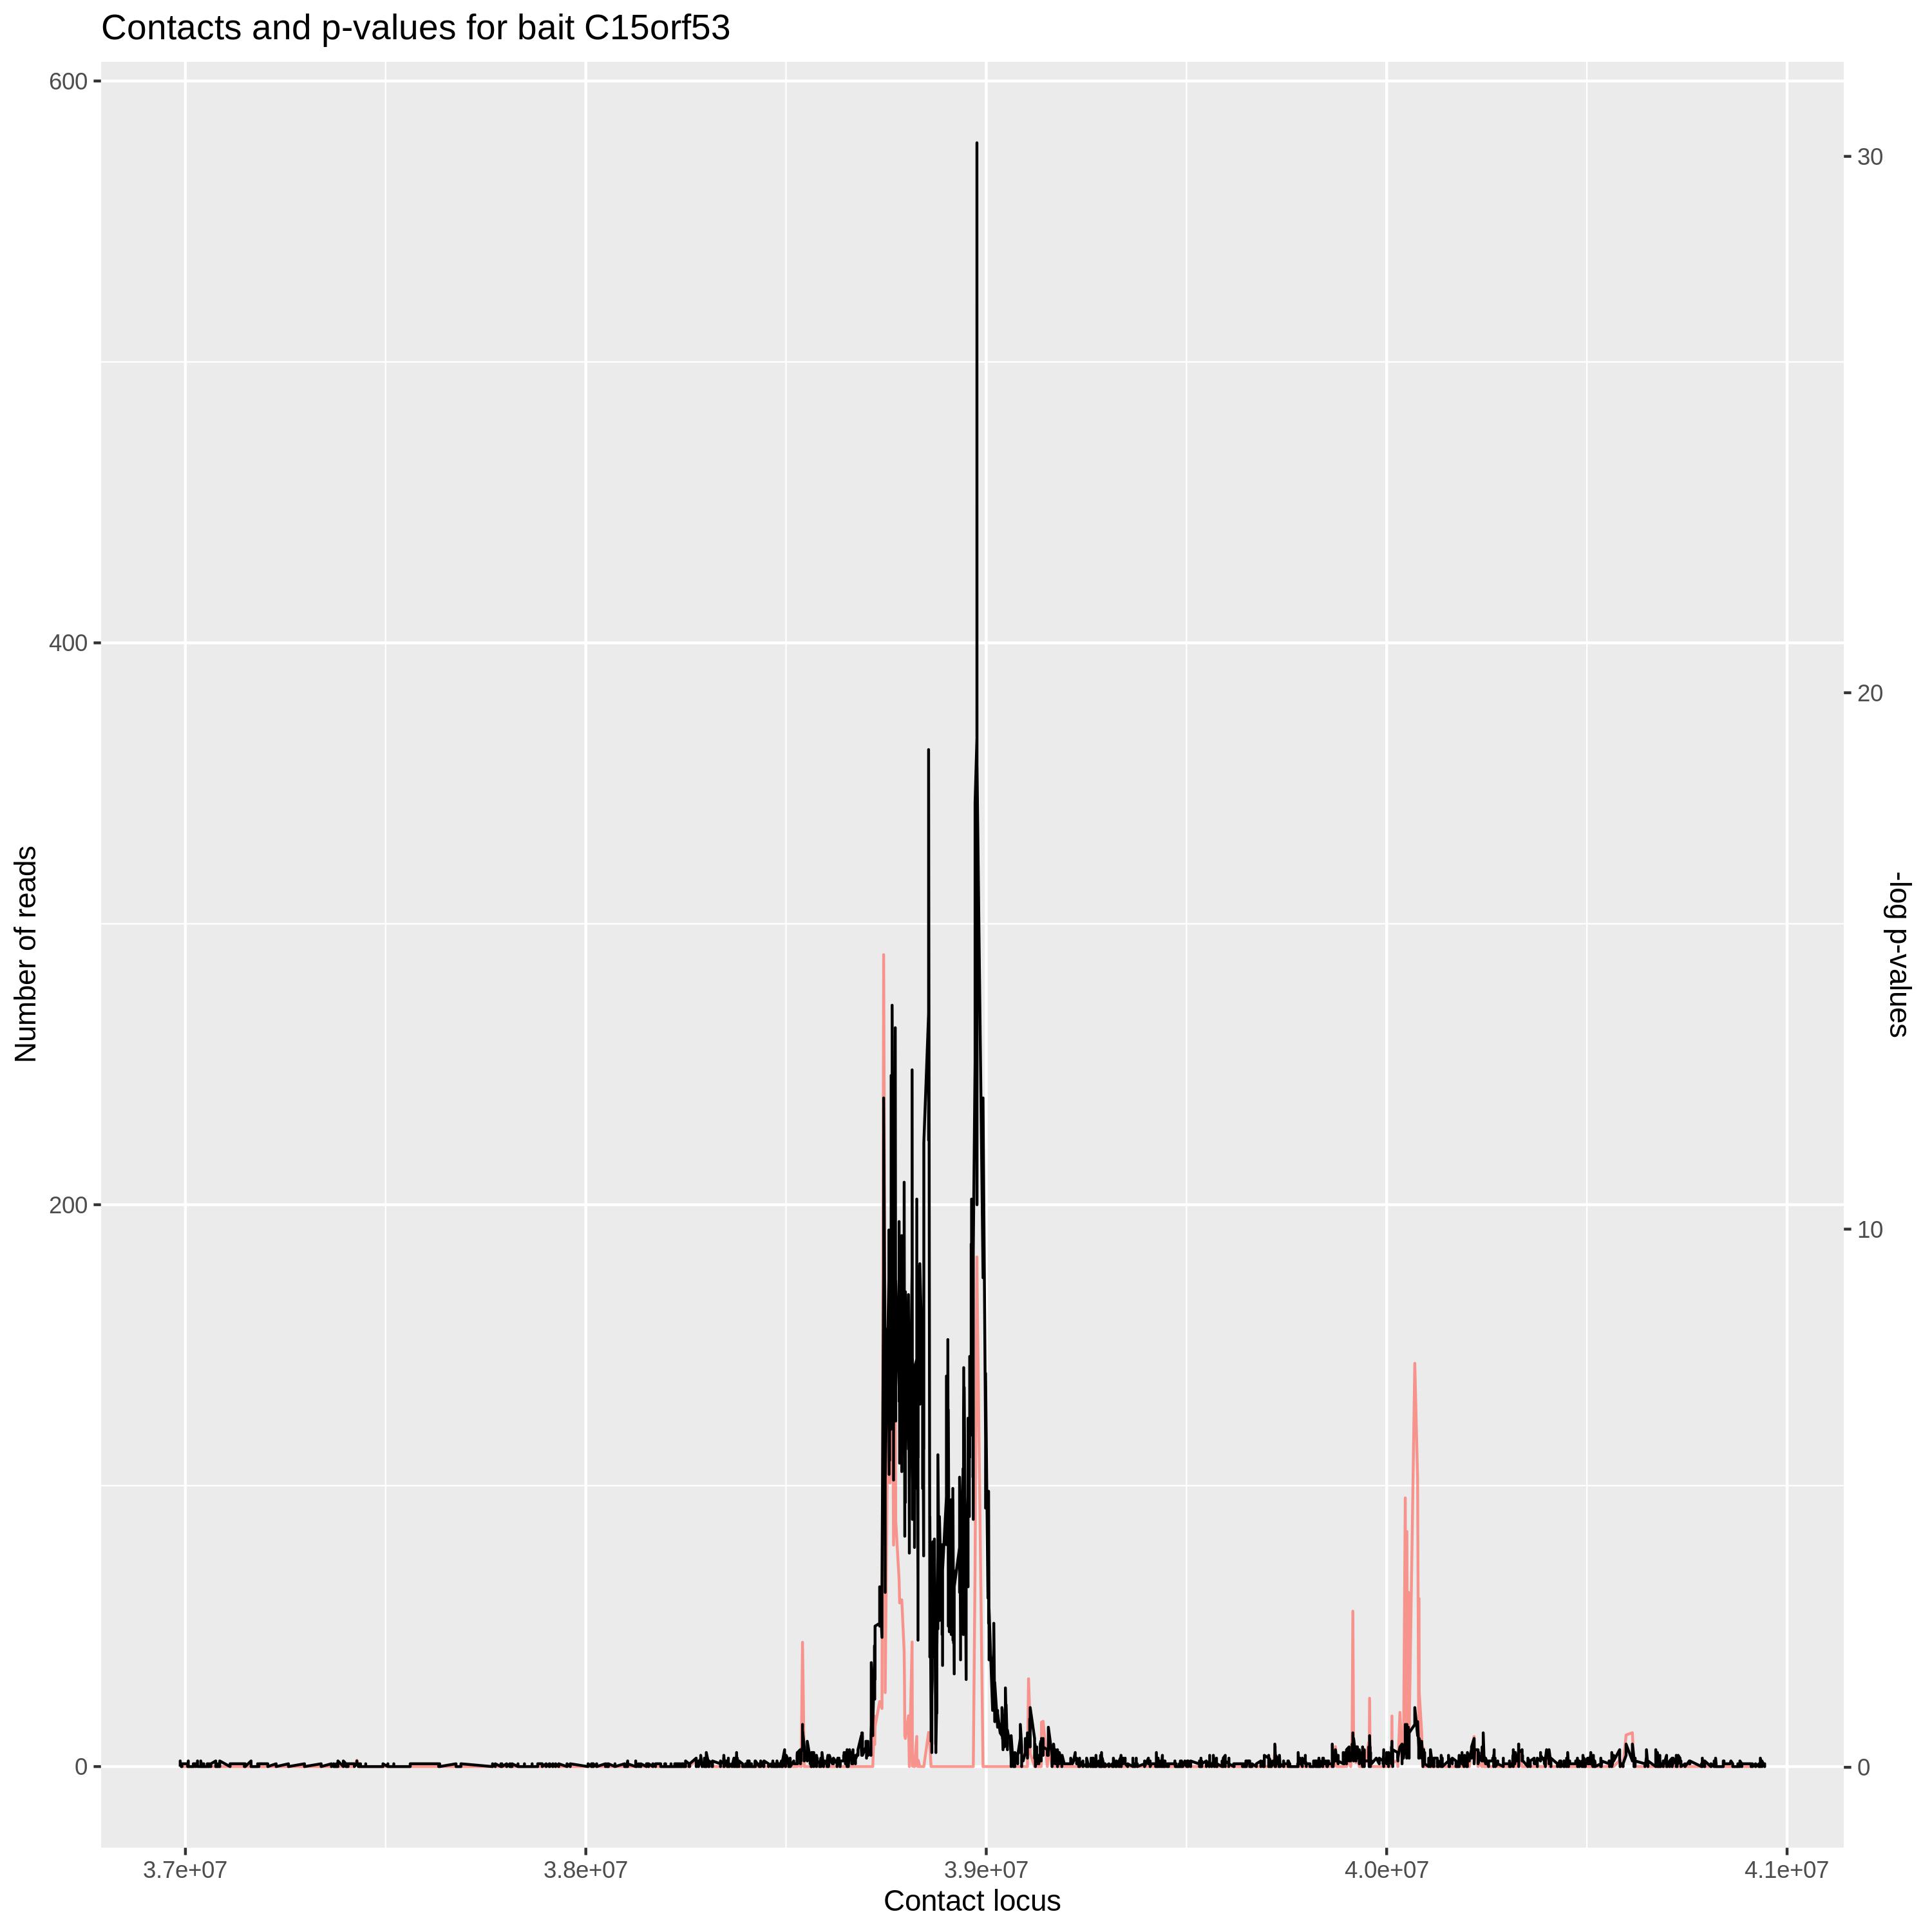 Contacts and p-values for bait C15orf53
600
400
200
0
Number of reads
30
20
10
0
-log p-values
3.7e+07
3.8e+07
3.9e+07
4.0e+07
4.1e+07
Contact locus